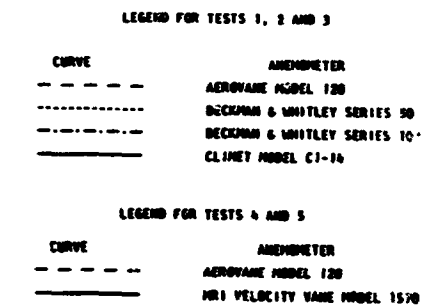 LEGEND FOR TESTS 1, 2 AND 3
CURVE ANEMOMETER
AEROVANE MODEL 120
BECKMAN & WHITLEY SERIES 50
BECKMAN & WHITLEY SERIES
CLIMET MODEL CI-14
LEGEND FOR TESTS 4 AND 5
CURVE ANEMOMETER
AEROVANE MODEL 120
MRI VELOCITY VANE MODEL 1570